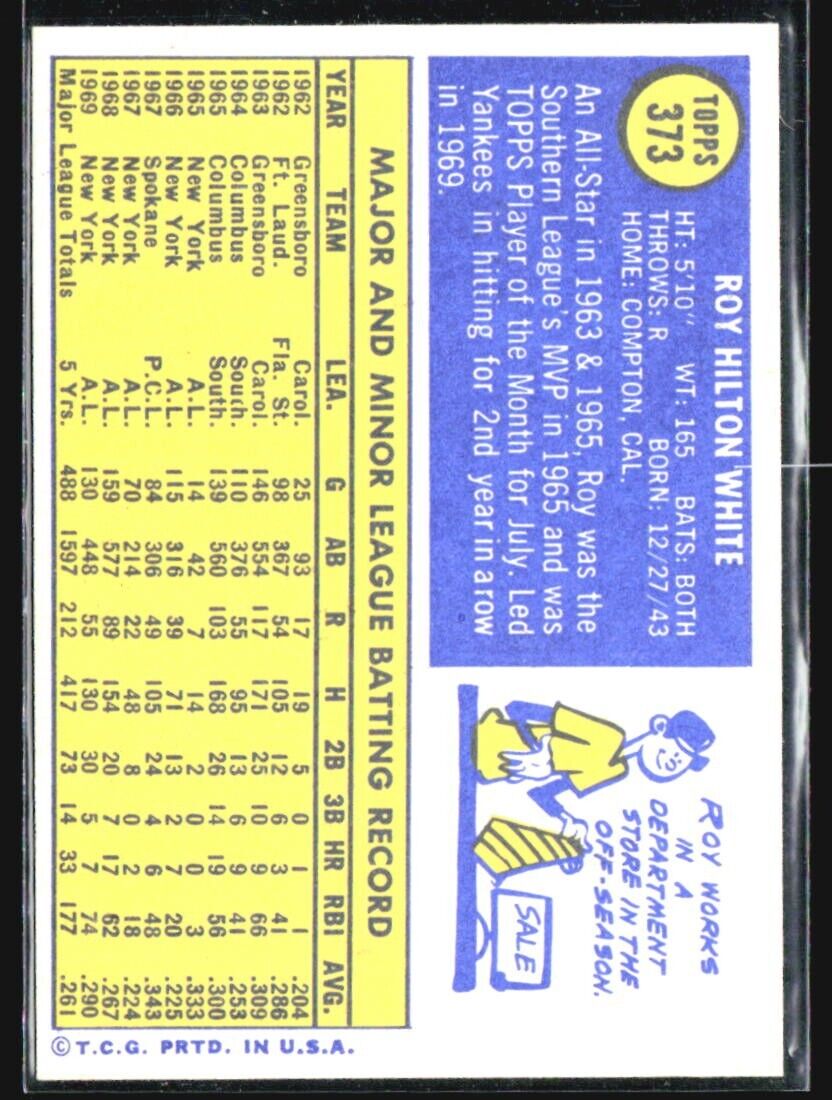 TOPPS
373
ROY HILTON WHITE
HT: 5'10" WT: 165 BATS: BOTH
THROWS: R BORN: 12/27/43
HOME: COMPTON, CAL.
An All-Star in 1963 & 1965, Roy was the
Southern League's MVP in 1965 and was
TOPPS Player of the Month for July. Led
Yankees in hitting for 2nd year in a row
in 1969.
ROY WORKS
IN A
DEPARTMENT
STORE IN THE
OFF-SEASON.
SALE
MAJOR AND MINOR LEAGUE BATTING RECORD
YEAR TEAM LEA. G AB R H 2B 3B HR RBI AVG.
1962 Greensboro Carol. 25 93 17 19 5 0 1 1 .204
1962 Ft. Laud. Fla. St. 98 367 54 105 12 6 3 41 .286
1963 Greensboro Carol. 146 554 117 171 25 10 9 66 .309
1964 Columbus South. 110 376 55 95 13 6 9 41 .253
1965 Columbus South. 139 560 103 168 26 14 19 56 .300
1965 New York A.L. 14 42 7 14 2 0 0 3 .333
1966 New York A.L. 115 316 39 71 13 2 7 20 .225
1967 Spokane P.C.L. 84 306 49 105 24 4 6 48 .343
1967 New York A.L. 70 214 22 48 8 0 2 18 .224
1968 New York A.L. 159 577 89 154 20 7 17 62 .267
1969 New York A.L. 130 448 55 130 30 5 7 74 .290
Major League Totals 5 Yrs. 488 1597 212 417 73 14 33 177 .261
© T.C.G. PRTD. IN U.S.A.